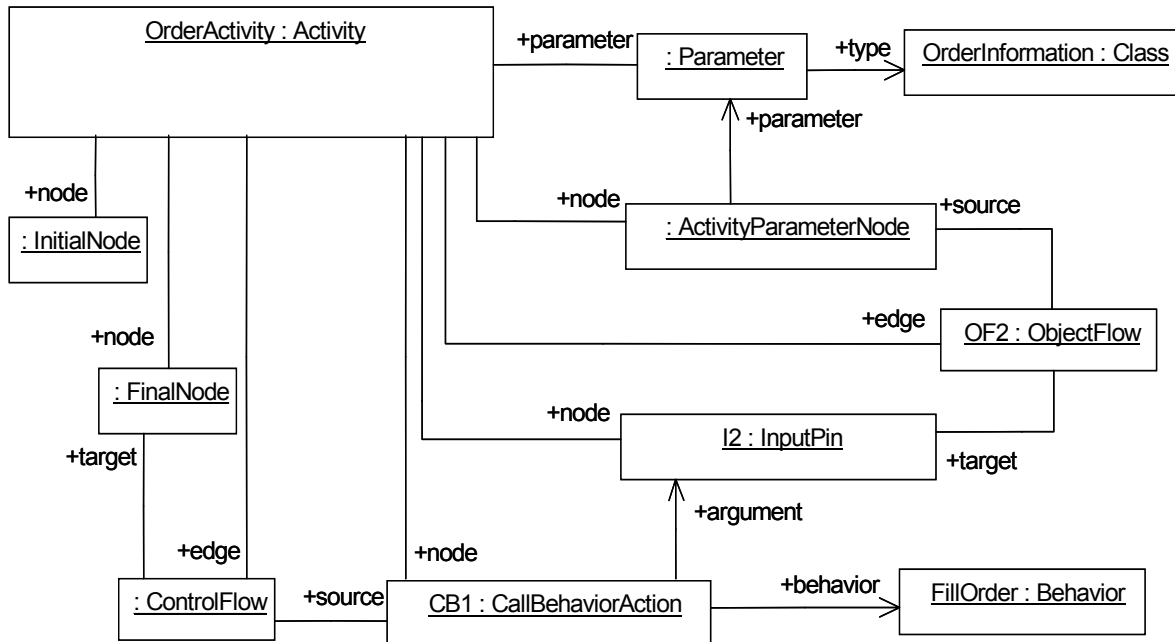 OrderActivity : Activity
+parameter
: Parameter
+type
OrderInformation : Class
+parameter
+node
: InitialNode
+node
: ActivityParameterNode
+source
+edge
OF2 : ObjectFlow
+node
: FinalNode
+node
I2 : InputPin
+target
+target
+argument
+edge
+node
: ControlFlow
+source
CB1 : CallBehaviorAction
+behavior
FillOrder : Behavior